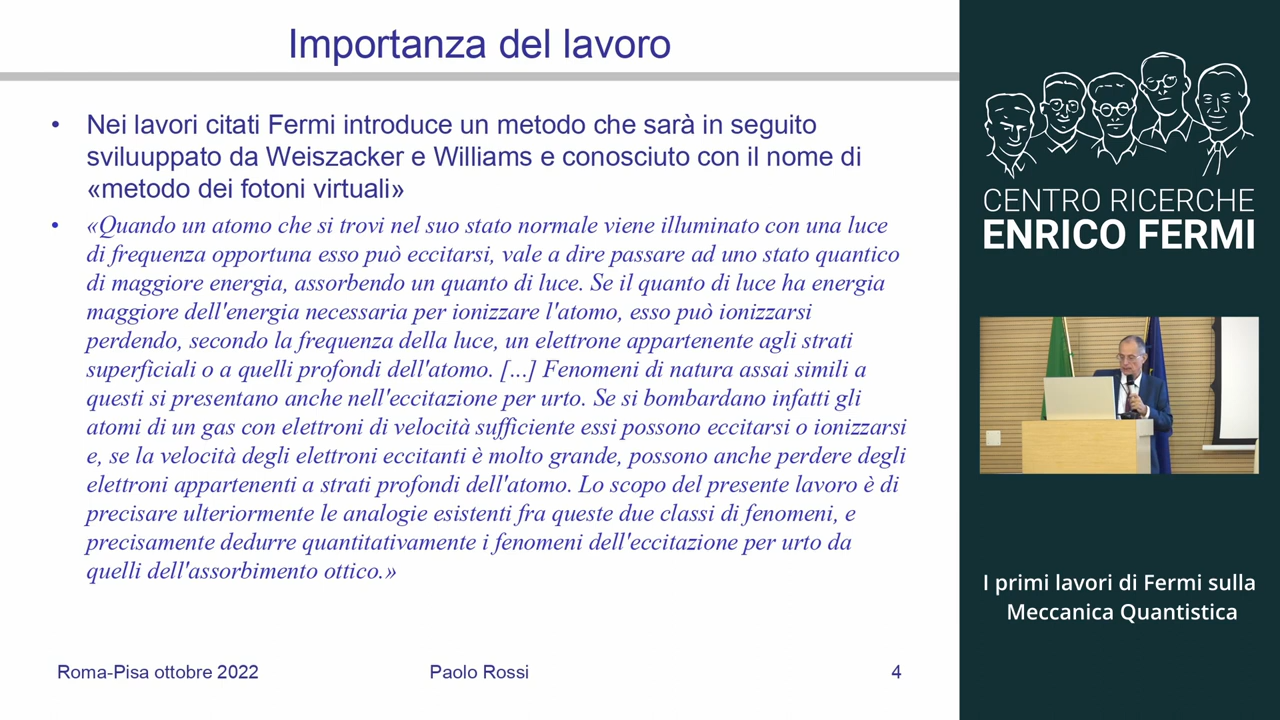 Importanza del lavoro
• Nei lavori citati Fermi introduce un metodo che sarà in seguito
sviluuppato da Weiszacker e Williams e conosciuto con il nome di
«metodo dei fotoni virtuali»
• «Quando un atomo che si trovi nel suo stato normale viene illuminato con una luce
di frequenza opportuna esso può eccitarsi, vale a dire passare ad uno stato quantico
di maggiore energia, assorbendo un quanto di luce. Se il quanto di luce ha energia
maggiore dell'energia necessaria per ionizzare l'atomo, esso può ionizzarsi
perdendo, secondo la frequenza della luce, un elettrone appartenente agli strati
superficiali o a quelli profondi dell'atomo. [...] Fenomeni di natura assai simili a
questi si presentano anche nell'eccitazione per urto. Se si bombardano infatti gli
atomi di un gas con elettroni di velocità sufficiente essi possono eccitarsi o ionizzarsi
e, se la velocità degli elettroni eccitanti è molto grande, possono anche perdere degli
elettroni appartenenti a strati profondi dell'atomo. Lo scopo del presente lavoro è di
precisare ulteriormente le analogie esistenti fra queste due classi di fenomeni, e
precisamente dedurre quantitativamente i fenomeni dell'eccitazione per urto da
quelli dell'assorbimento ottico.»
Roma-Pisa ottobre 2022
Paolo Rossi
4
CENTRO RICERCHE
ENRICO FERMI
I primi lavori di Fermi sulla
Meccanica Quantistica